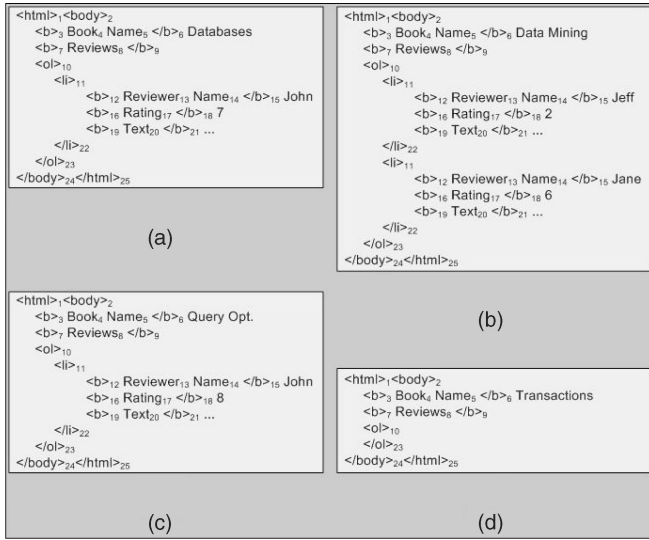 <html>₁<body>₂
<b>₃ Book₄ Name₅ </b>₆ Databases
<b>₇ Reviews₈ </b>₉
<ol>₁₀
<li>₁₁
<b>₁₂ Reviewer₁₃ Name₁₄ </b>₁₅ John
<b>₁₆ Rating₁₇ </b>₁₈ 7
<b>₁₉ Text₂₀ </b>₂₁ ...
</li>₂₂
</ol>₂₃
</body>₂₄</html>₂₅
(a)
<html>₁<body>₂
<b>₃ Book₄ Name₅ </b>₆ Data Mining
<b>₇ Reviews₈ </b>₉
<ol>₁₀
<li>₁₁
<b>₁₂ Reviewer₁₃ Name₁₄ </b>₁₅ Jeff
<b>₁₆ Rating₁₇ </b>₁₈ 2
<b>₁₉ Text₂₀ </b>₂₁ ...
</li>₂₂
<li>₁₁
<b>₁₂ Reviewer₁₃ Name₁₄ </b>₁₅ Jane
<b>₁₆ Rating₁₇ </b>₁₈ 6
<b>₁₉ Text₂₀ </b>₂₁ ...
</li>₂₂
</ol>₂₃
</body>₂₄</html>₂₅
(b)
<html>₁<body>₂
<b>₃ Book₄ Name₅ </b>₆ Query Opt.
<b>₇ Reviews₈ </b>₉
<ol>₁₀
<li>₁₁
<b>₁₂ Reviewer₁₃ Name₁₄ </b>₁₅ John
<b>₁₆ Rating₁₇ </b>₁₈ 8
<b>₁₉ Text₂₀ </b>₂₁ ...
</li>₂₂
</ol>₂₃
</body>₂₄</html>₂₅
(c)
<html>₁<body>₂
<b>₃ Book₄ Name₅ </b>₆ Transactions
<b>₇ Reviews₈ </b>₉
<ol>₁₀
</ol>₂₃
</body>₂₄</html>₂₅
(d)